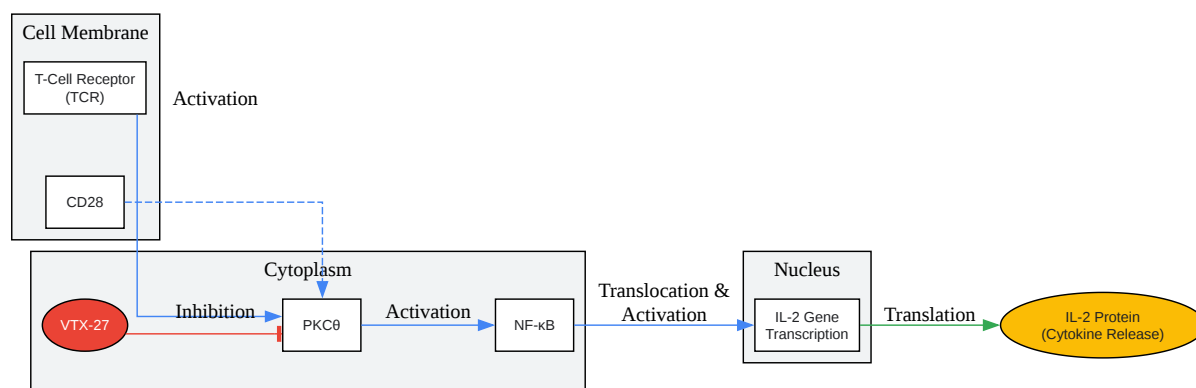 Cell Membrane
T-Cell Receptor
(TCR)
Activation
CD28
Cytoplasm
VTX-27
Inhibition
PKCθ
Activation
NF-κB
Translocation &
Activation
Nucleus
IL-2 Gene
Transcription
Translation
IL-2 Protein
(Cytokine Release)